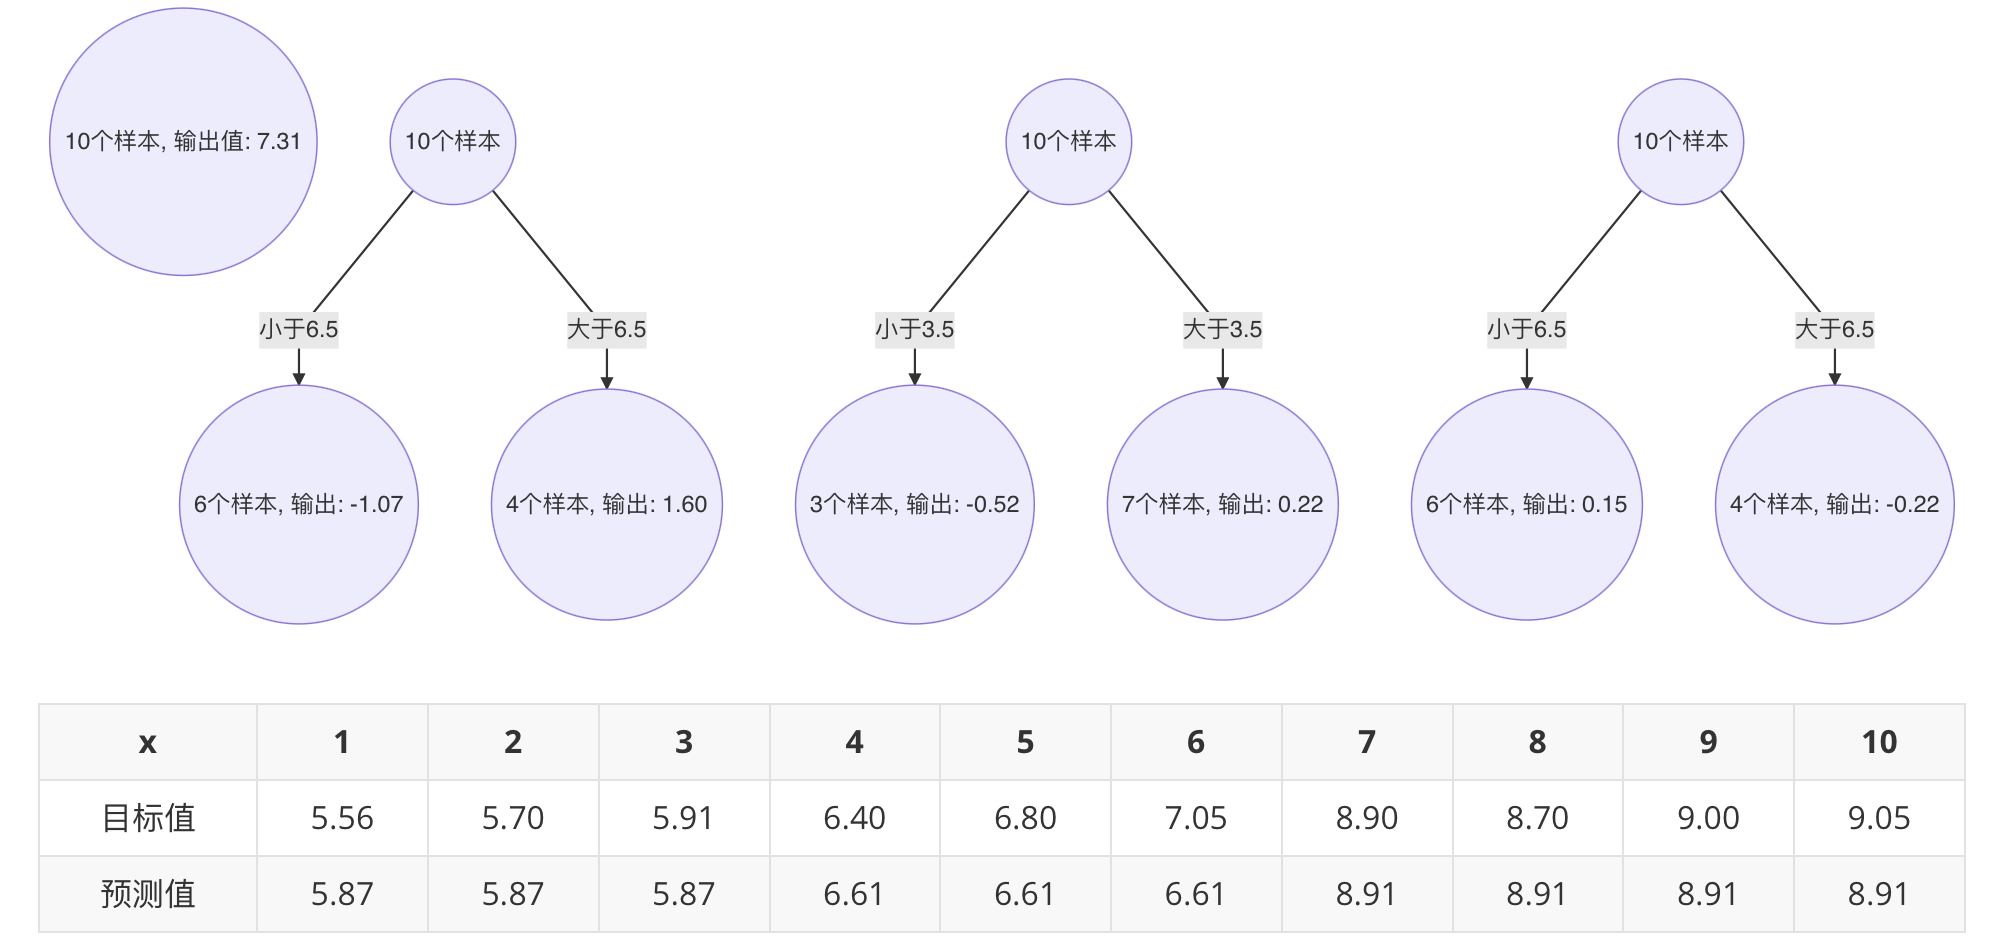 10个样本, 输出值: 7.31
10个样本
10个样本
10个样本
小于6.5
大于6.5
小于3.5
大于3.5
小于6.5
大于6.5
6个样本, 输出: -1.07
4个样本, 输出: 1.60
3个样本, 输出: -0.52
7个样本, 输出: 0.22
6个样本, 输出: 0.15
4个样本, 输出: -0.22
x 1 2 3 4 5 6 7 8 9 10
目标值 5.56 5.70 5.91 6.40 6.80 7.05 8.90 8.70 9.00 9.05
预测值 5.87 5.87 5.87 6.61 6.61 6.61 8.91 8.91 8.91 8.91